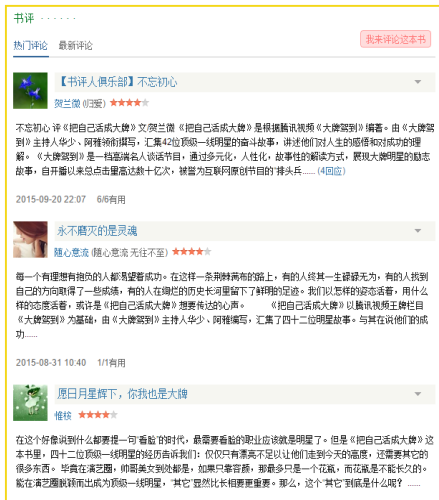 书评 · · · · · ·
我来评论这本书
热门评论 最新评论
【书评人俱乐部】不忘初心
贺兰微 (归爱)
不忘初心 评《把自己活成大牌》文/贺兰微《把自己活成大牌》是根据腾讯视频《大牌驾到》编著。由《大牌驾
到》主持人华少、阿雅领衔撰写，汇集42位顶级一线明星的奋斗故事，讲述他们对人生的感悟和对成功的理
解。《大牌驾到》是一档高端名人谈话节目，通过多元化，人性化，故事性的解读方式，展现大牌明星的励志
故事，自开播以来总点击量高达数十亿次，被誉为互联网原创节目的"排头兵...... (4回应)
2015-09-20 22:07 6/6有用
永不磨灭的是灵魂
随心意流 (随心意流 无往不至)
每一个有理想有抱负的人都渴望着成功。在这样一条荆棘满布的路上，有的人终其一生碌碌无为，有的人找到
自己的方向取得了一些成绩，有的人在绚烂的历史长河里留下了鲜明的足迹。我们以怎样的姿态活着，用什么
样的态度活着，或许是《把自己活成大牌》想要传达的心声。 《把自己活成大牌》以腾讯视频王牌栏目
《大牌驾到》为基础，由《大牌驾到》主持人华少、阿雅编写，汇集了四十二位明星故事。与其在说他们的成
功......
2015-08-31 10:40 1/1有用
愿日月星辉下，你我也是大牌
惟桉
在这个好像说到什么都要提一句"看脸"的时代，最需要看脸的职业应该就是明星了。但是《把自己活成大牌》这
本书里，四十二位顶级一线明星的经历告诉我们：仅仅只有漂亮不足以让他们走到今天的高度，还需要其它的
很多东西。 毕竟在演艺圈，帅哥美女到处都是，如果只靠容颜，那最多只是一个花瓶，而花瓶是不能长久的。
能在演艺圈脱颖而出成为顶级一线明星，"其它"显然比长相要更重要。那么，这个"其它"到底是什么呢？ ......